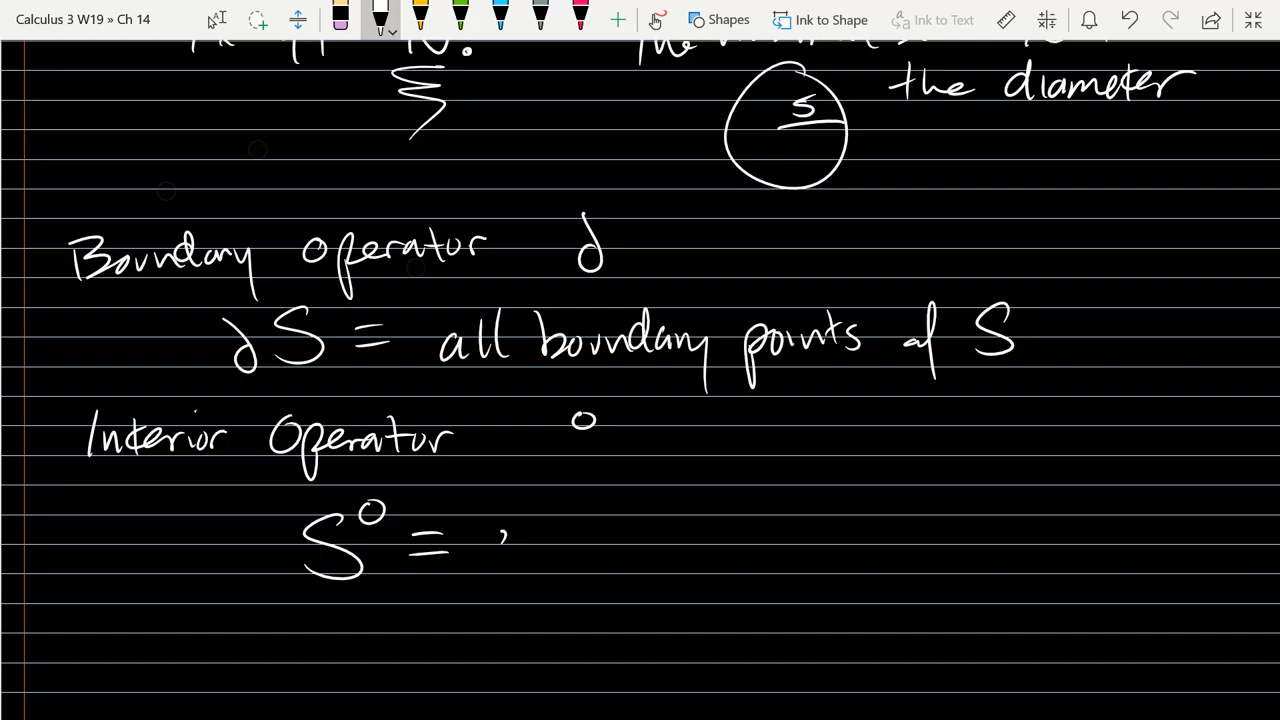 Calculus 3 W19 » Ch 14
Shapes
Ink to Shape
Ink to Text
the diameter
S
Boundary operator ∂
∂S = all boundary points of S
Interior Operator o
S° =